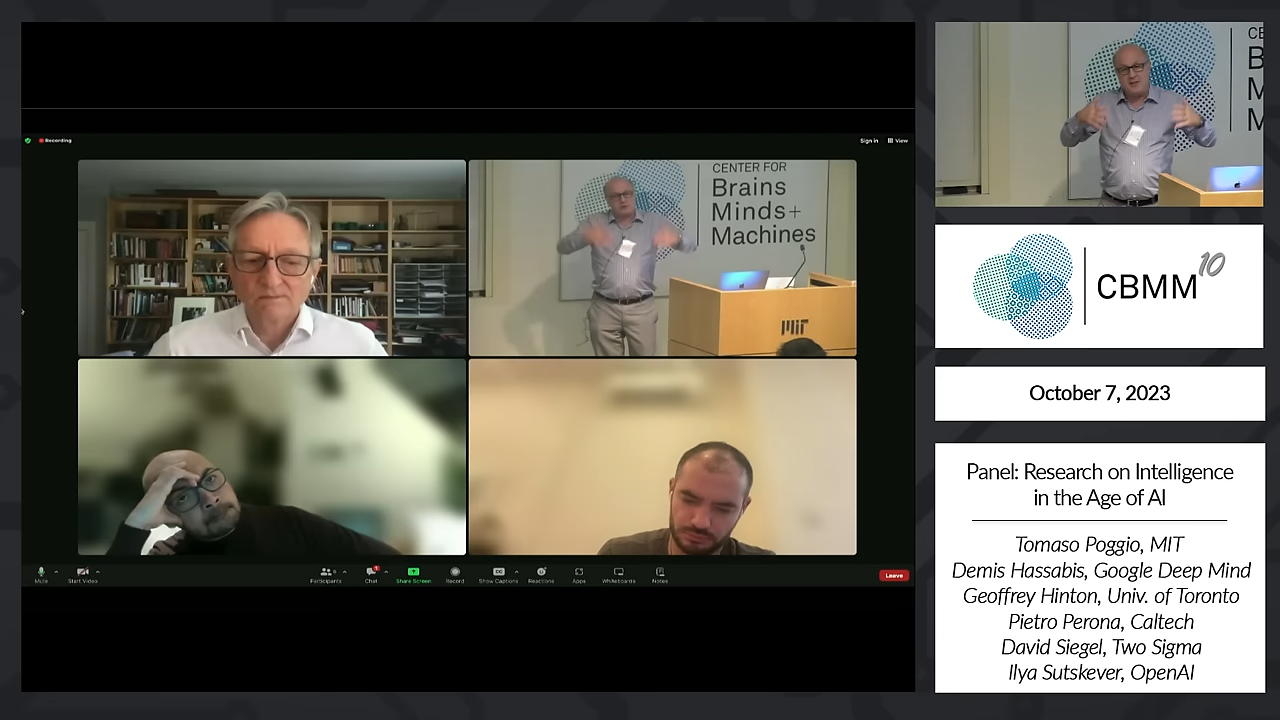 Recording
Sign in
View
CENTER FOR
Brains
Minds+
Machines
MIT
Mute
Start Video
Participants
Chat
Share Screen
Record
Show Captions
Reactions
Apps
Whiteboards
Notes
Leave
CBMM10
October 7, 2023
Panel: Research on Intelligence
in the Age of AI
Tomaso Poggio, MIT
Demis Hassabis, Google Deep Mind
Geoffrey Hinton, Univ. of Toronto
Pietro Perona, Caltech
David Siegel, Two Sigma
Ilya Sutskever, OpenAI